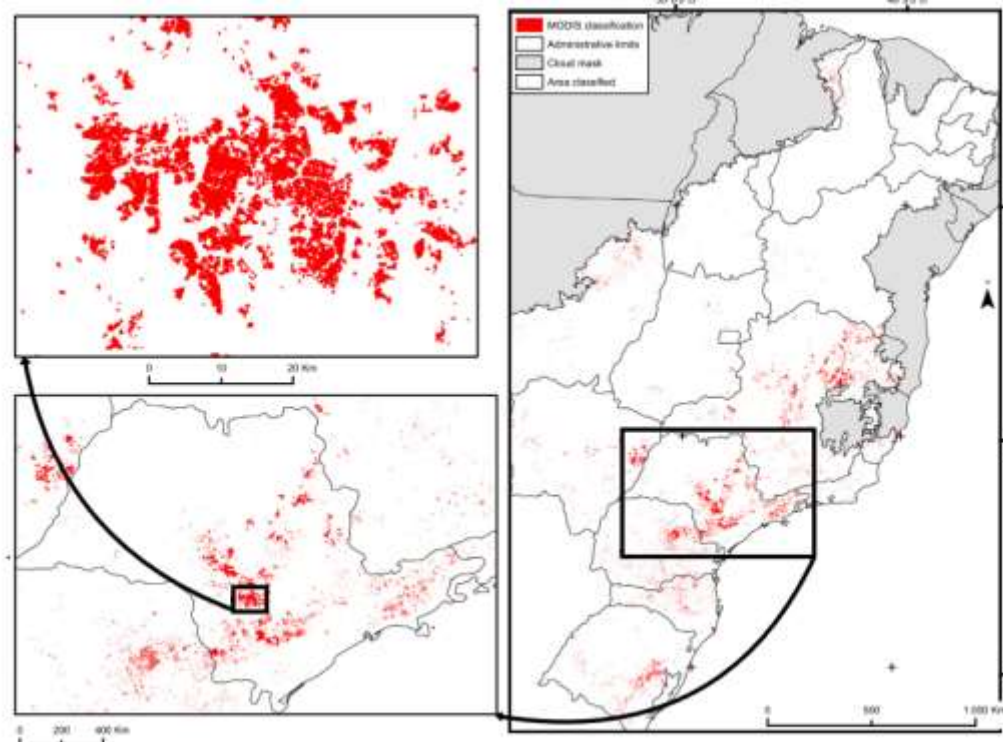 MODIS classification
Administrative limits
Cloud mask
Area classified
0 10 20 Km
0 200 400 Km
0 500 1 000 Km